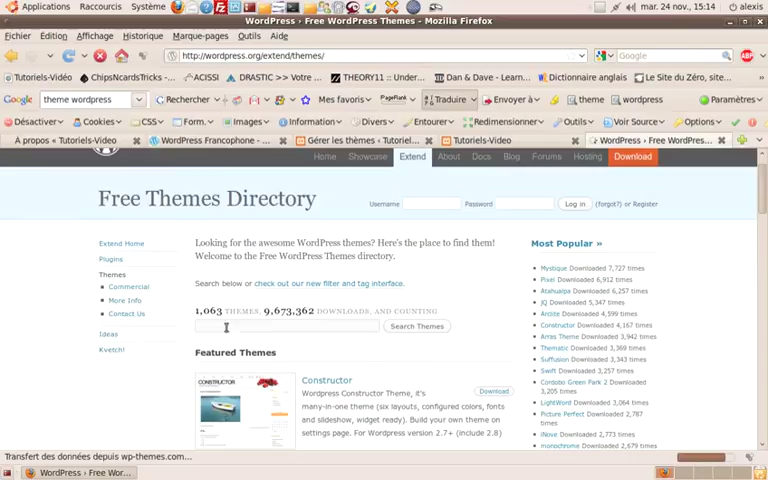 Applications Raccourcis Système mar. 24 nov., 15:14 alexis
WordPress › Free WordPress Themes - Mozilla Firefox
Fichier Édition Affichage Historique Marque-pages Outils Aide
http://wordpress.org/extend/themes/ Google ABP
Tutoriels-Vidéo ChipsNcardsTricks -... ACISSI DRASTIC >> Votre ... THEORY11 :: Under... Dan & Dave - Learn... Dictionnaire anglais Le Site du Zéro, site...
Google theme wordpress Rechercher Mes favoris PageRank Traduire Envoyer à theme wordpress Paramètres
Désactiver Cookies CSS Form. Images Information Divers Entourer Redimensionner Outils Voir Source Options
À propos « Tutoriels-Video WordPress Francophone - ... Gérer les thèmes ‹ Tutoriel... Tutoriels-Video WordPress › Free WordPres...
Home Showcase Extend About Docs Blog Forums Hosting Download
Free Themes Directory
Username Password Log in (forgot?) or Register
Extend Home
Plugins
Themes
Commercial
More Info
Contact Us
Ideas
Kvetch!
Looking for the awesome WordPress themes? Here's the place to find them!
Welcome to the Free WordPress Themes directory.
Search below or check out our new filter and tag interface.
1,063 THEMES, 9,673,362 DOWNLOADS, AND COUNTING
Search Themes
Featured Themes
CONSTRUCTOR
Constructor
Download
Wordpress Constructor Theme, it's
many-in-one theme (six layouts, configured colors, fonts
and slideshow, widget ready). Build your own theme on
settings page. For Wordpress version 2.7+ (include 2.8)
Most Popular »
Mystique Downloaded 7,727 times
Pixel Downloaded 6,912 times
Atahualpa Downloaded 6,257 times
JQ Downloaded 5,347 times
Arclite Downloaded 4,599 times
Constructor Downloaded 4,167 times
Arras Theme Downloaded 3,942 times
Thematic Downloaded 3,369 times
Suffusion Downloaded 3,343 times
Swift Downloaded 3,257 times
Cordobo Green Park 2 Downloaded
3,205 times
LightWord Downloaded 3,064 times
Picture Perfect Downloaded 2,787
times
iNove Downloaded 2,773 times
monochrome Downloaded 2,679 times
Transfert des données depuis wp-themes.com...
WordPress › Free Wor...